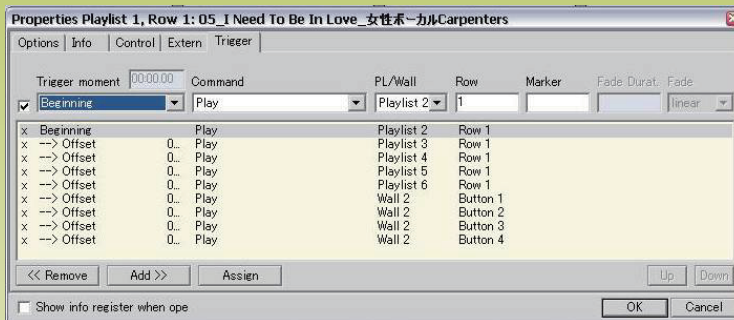 Properties Playlist 1, Row 1: 05_I Need To Be In Love_女性ボーカルCarpenters
Options Info Control Extern Trigger
Trigger moment 00:00.00 Command PL/Wall Row Marker Fade Durat. Fade
Beginning Play Playlist 2 1 linear
x Beginning Play Playlist 2 Row 1
x --> Offset 0... Play Playlist 3 Row 1
x --> Offset 0... Play Playlist 4 Row 1
x --> Offset 0... Play Playlist 5 Row 1
x --> Offset 0... Play Playlist 6 Row 1
x --> Offset 0... Play Wall 2 Button 1
x --> Offset 0... Play Wall 2 Button 2
x --> Offset 0... Play Wall 2 Button 3
x --> Offset 0... Play Wall 2 Button 4
<< Remove Add >> Assign Up Down
Show info register when ope OK Cancel